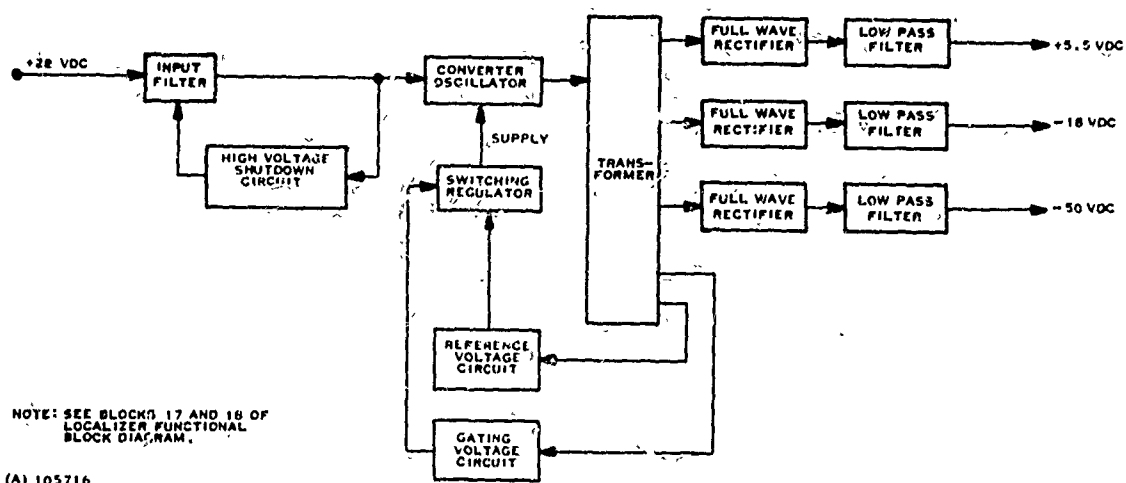 +28 VDC
INPUT
FILTER
HIGH VOLTAGE
SHUTDOWN
CIRCUIT
CONVERTER
OSCILLATOR
SUPPLY
SWITCHING
REGULATOR
REFERENCE
VOLTAGE
CIRCUIT
GATING
VOLTAGE
CIRCUIT
TRANS-
FORMER
FULL WAVE
RECTIFIER
LOW PASS
FILTER
+5.5 VDC
FULL WAVE
RECTIFIER
LOW PASS
FILTER
-18 VDC
FULL WAVE
RECTIFIER
LOW PASS
FILTER
-50 VDC
NOTE: SEE BLOCKS 17 AND 18 OF
LOCALIZER FUNCTIONAL
BLOCK DIAGRAM.
(A) 105716